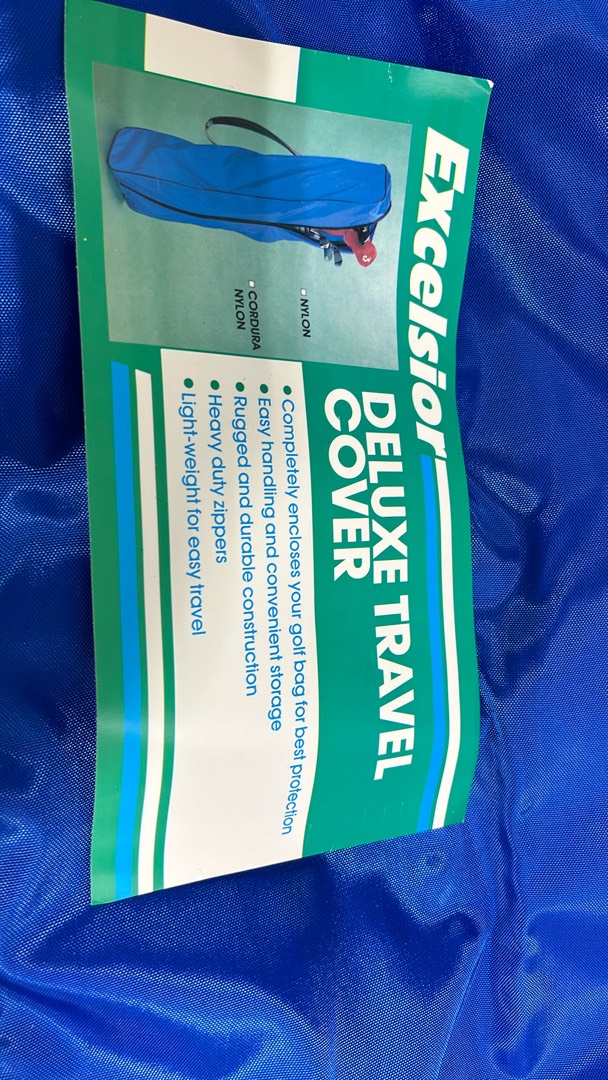 Excelsior
DELUXE TRAVEL
COVER
□ NYLON
□ CORDURA
NYLON
• Completely encloses your golf bag for best protection
• Easy handling and convenient storage
• Rugged and durable construction
• Heavy duty zippers
• Light-weight for easy travel